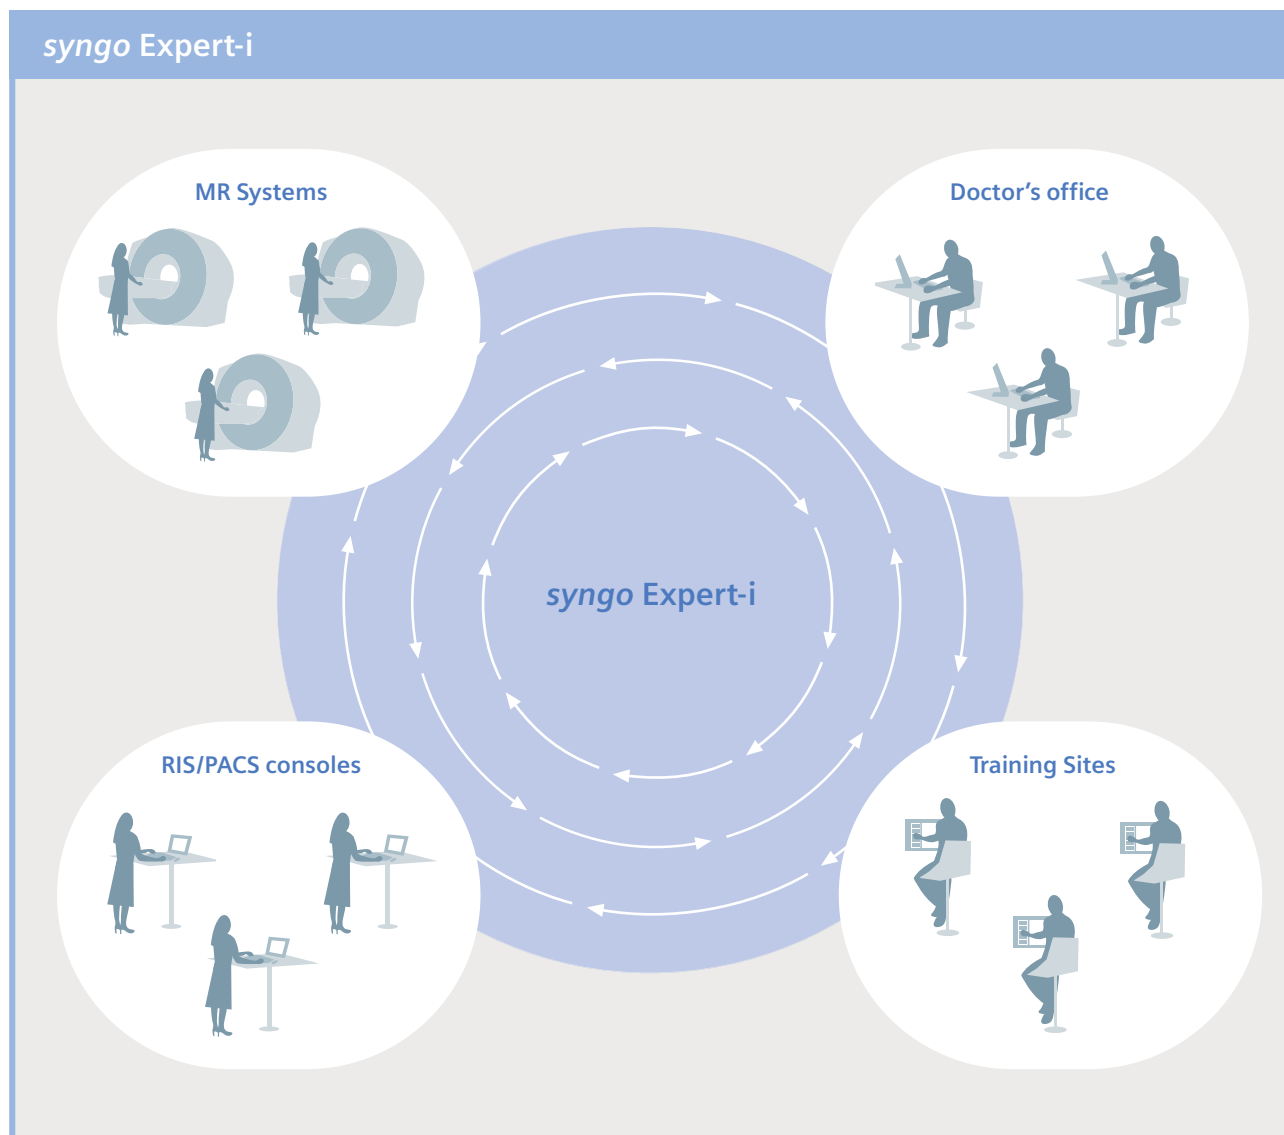 syngo Expert-i
MR Systems
Doctor’s office
syngo Expert-i
RIS/PACS consoles
Training Sites